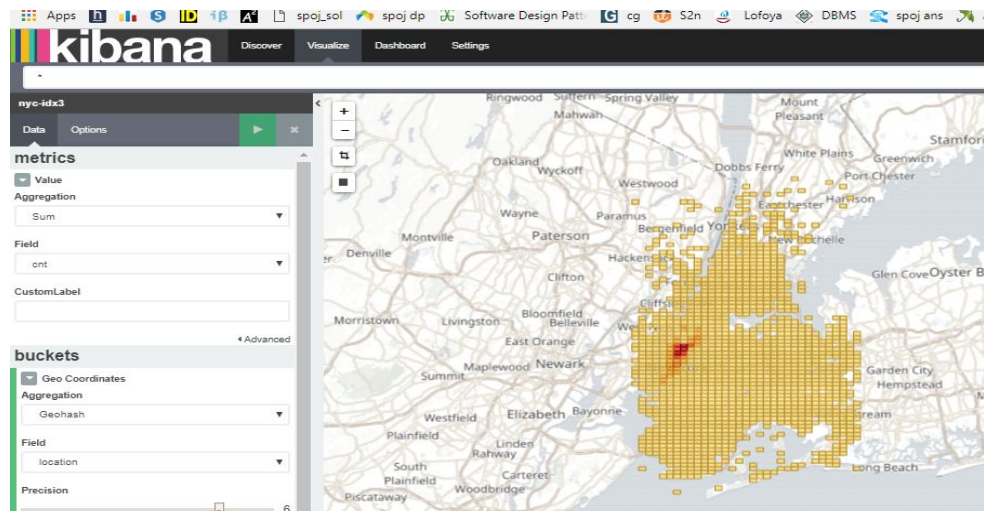 Apps
spoj_sol
spoj dp
Software Design Patt
cg
S2n
Lofoya
DBMS
spoj ans
kibana
Discover
Visualize
Dashboard
Settings
nyc-idx3
Data
Options
metrics
Value
Aggregation
Sum
Field
cnt
CustomLabel
Advanced
buckets
Geo Coordinates
Aggregation
Geohash
Field
location
Precision
6
+
−
Ringwood
Suffern
Spring Valley
Mahwah
Mount
Pleasant
Stamfor
Oakland
Wyckoff
Dobbs Ferry
White Plains
Greenwich
Port Chester
Westwood
Eastchester
Harrison
Wayne
Paramus
Montville
Paterson
Bergenfield
New Rochelle
Denville
Clifton
Glen Cove
Oyster B
Morristown
Livingston
Bloomfield
Belleville
East Orange
Maplewood
Newark
Summit
Garden City
Hempstead
Westfield
Elizabeth
Bayonne
ream
Plainfield
Linden
Rahway
South
Plainfield
Carteret
Woodbridge
Piscataway
Long Beach